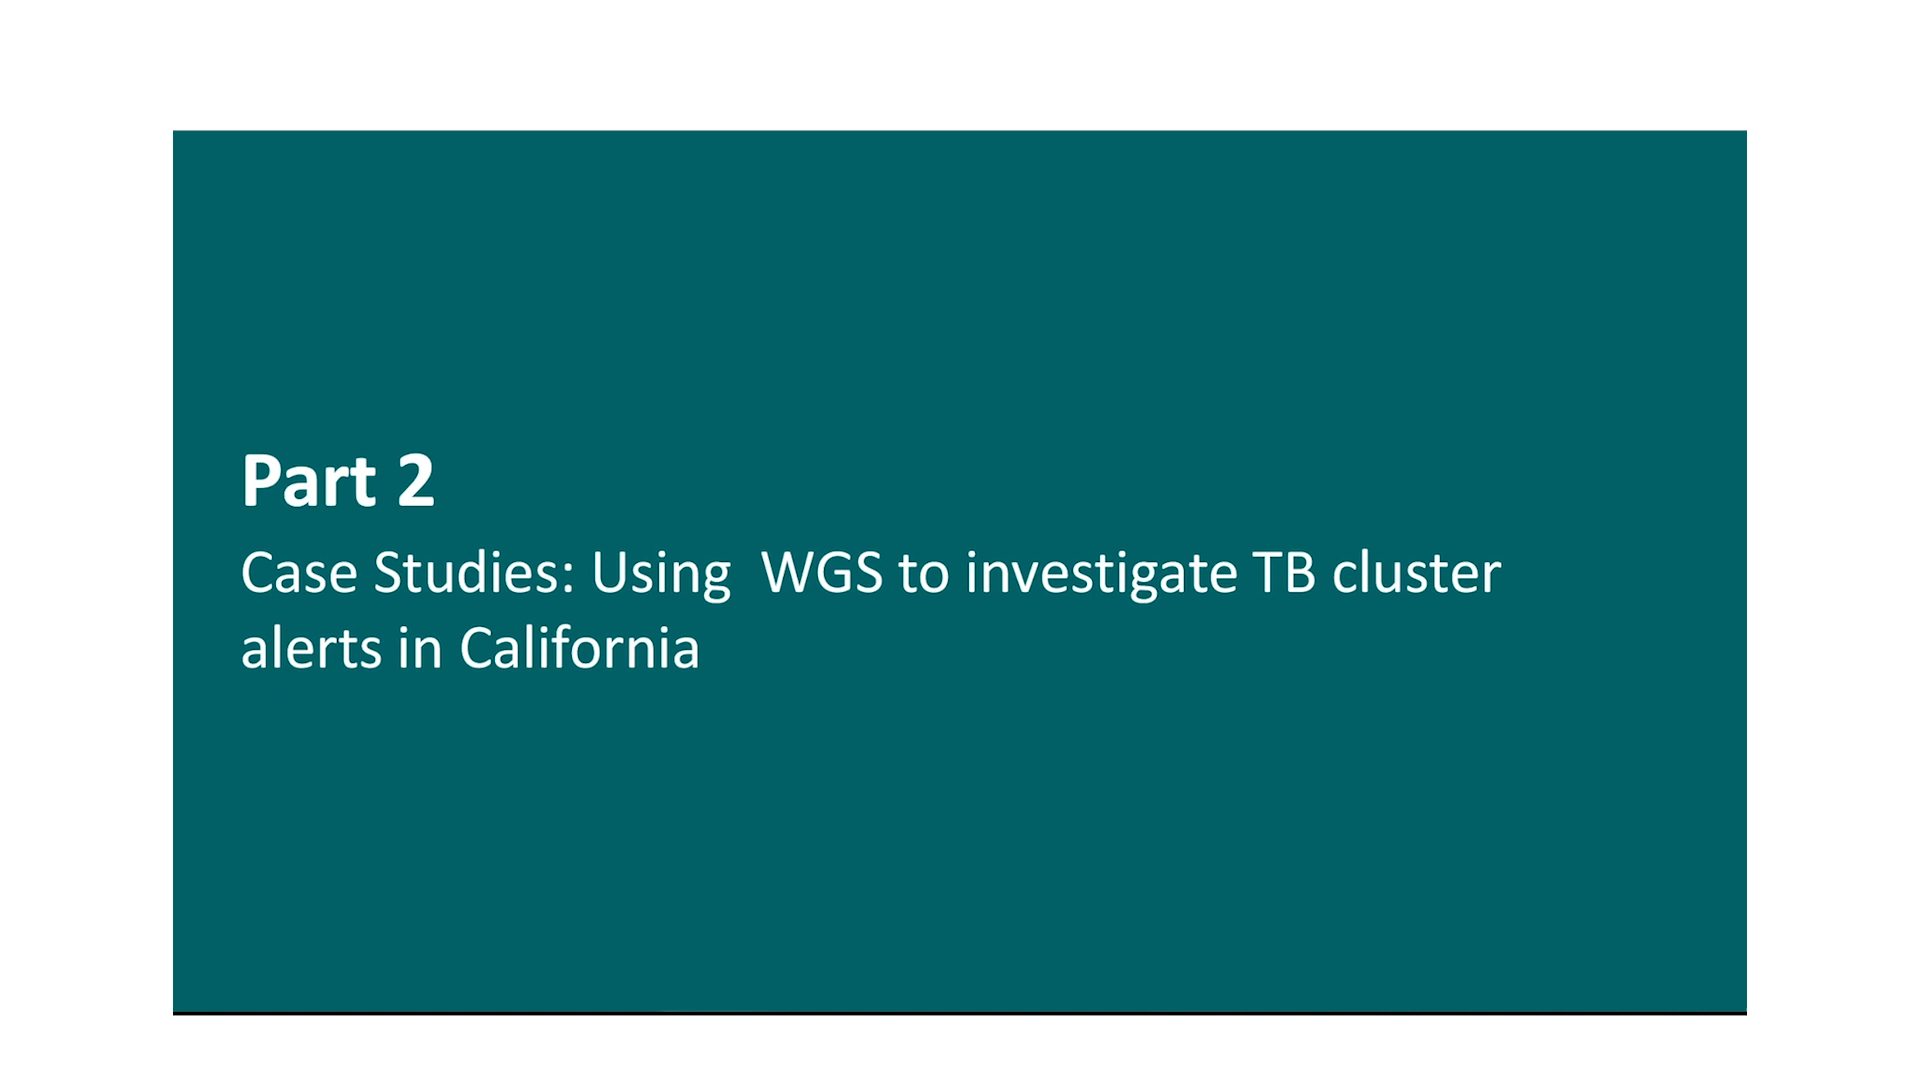 Part 2
Case Studies: Using  WGS to investigate TB cluster
alerts in California